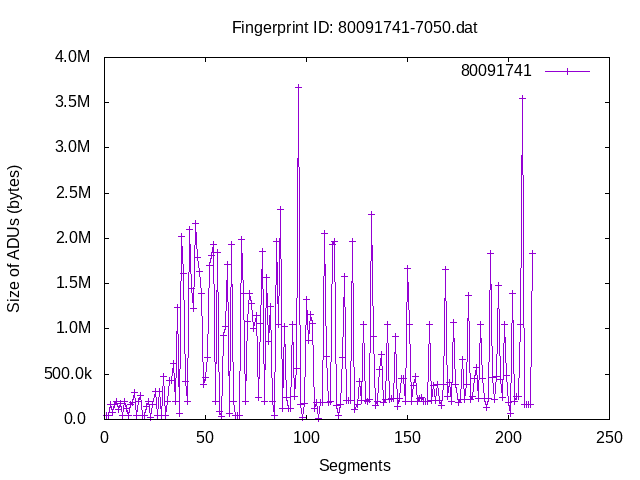 Fingerprint ID: 80091741-7050.dat
80091741
4.0M
3.5M
3.0M
2.5M
2.0M
1.5M
1.0M
500.0k
0.0
Size of ADUs (bytes)
0 50 100 150 200 250
Segments